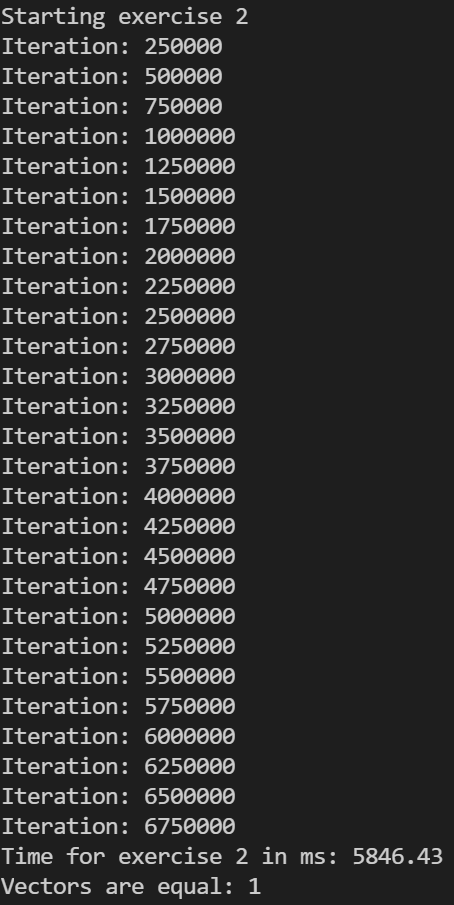 Starting exercise 2
Iteration: 250000
Iteration: 500000
Iteration: 750000
Iteration: 1000000
Iteration: 1250000
Iteration: 1500000
Iteration: 1750000
Iteration: 2000000
Iteration: 2250000
Iteration: 2500000
Iteration: 2750000
Iteration: 3000000
Iteration: 3250000
Iteration: 3500000
Iteration: 3750000
Iteration: 4000000
Iteration: 4250000
Iteration: 4500000
Iteration: 4750000
Iteration: 5000000
Iteration: 5250000
Iteration: 5500000
Iteration: 5750000
Iteration: 6000000
Iteration: 6250000
Iteration: 6500000
Iteration: 6750000
Time for exercise 2 in ms: 5846.43
Vectors are equal: 1